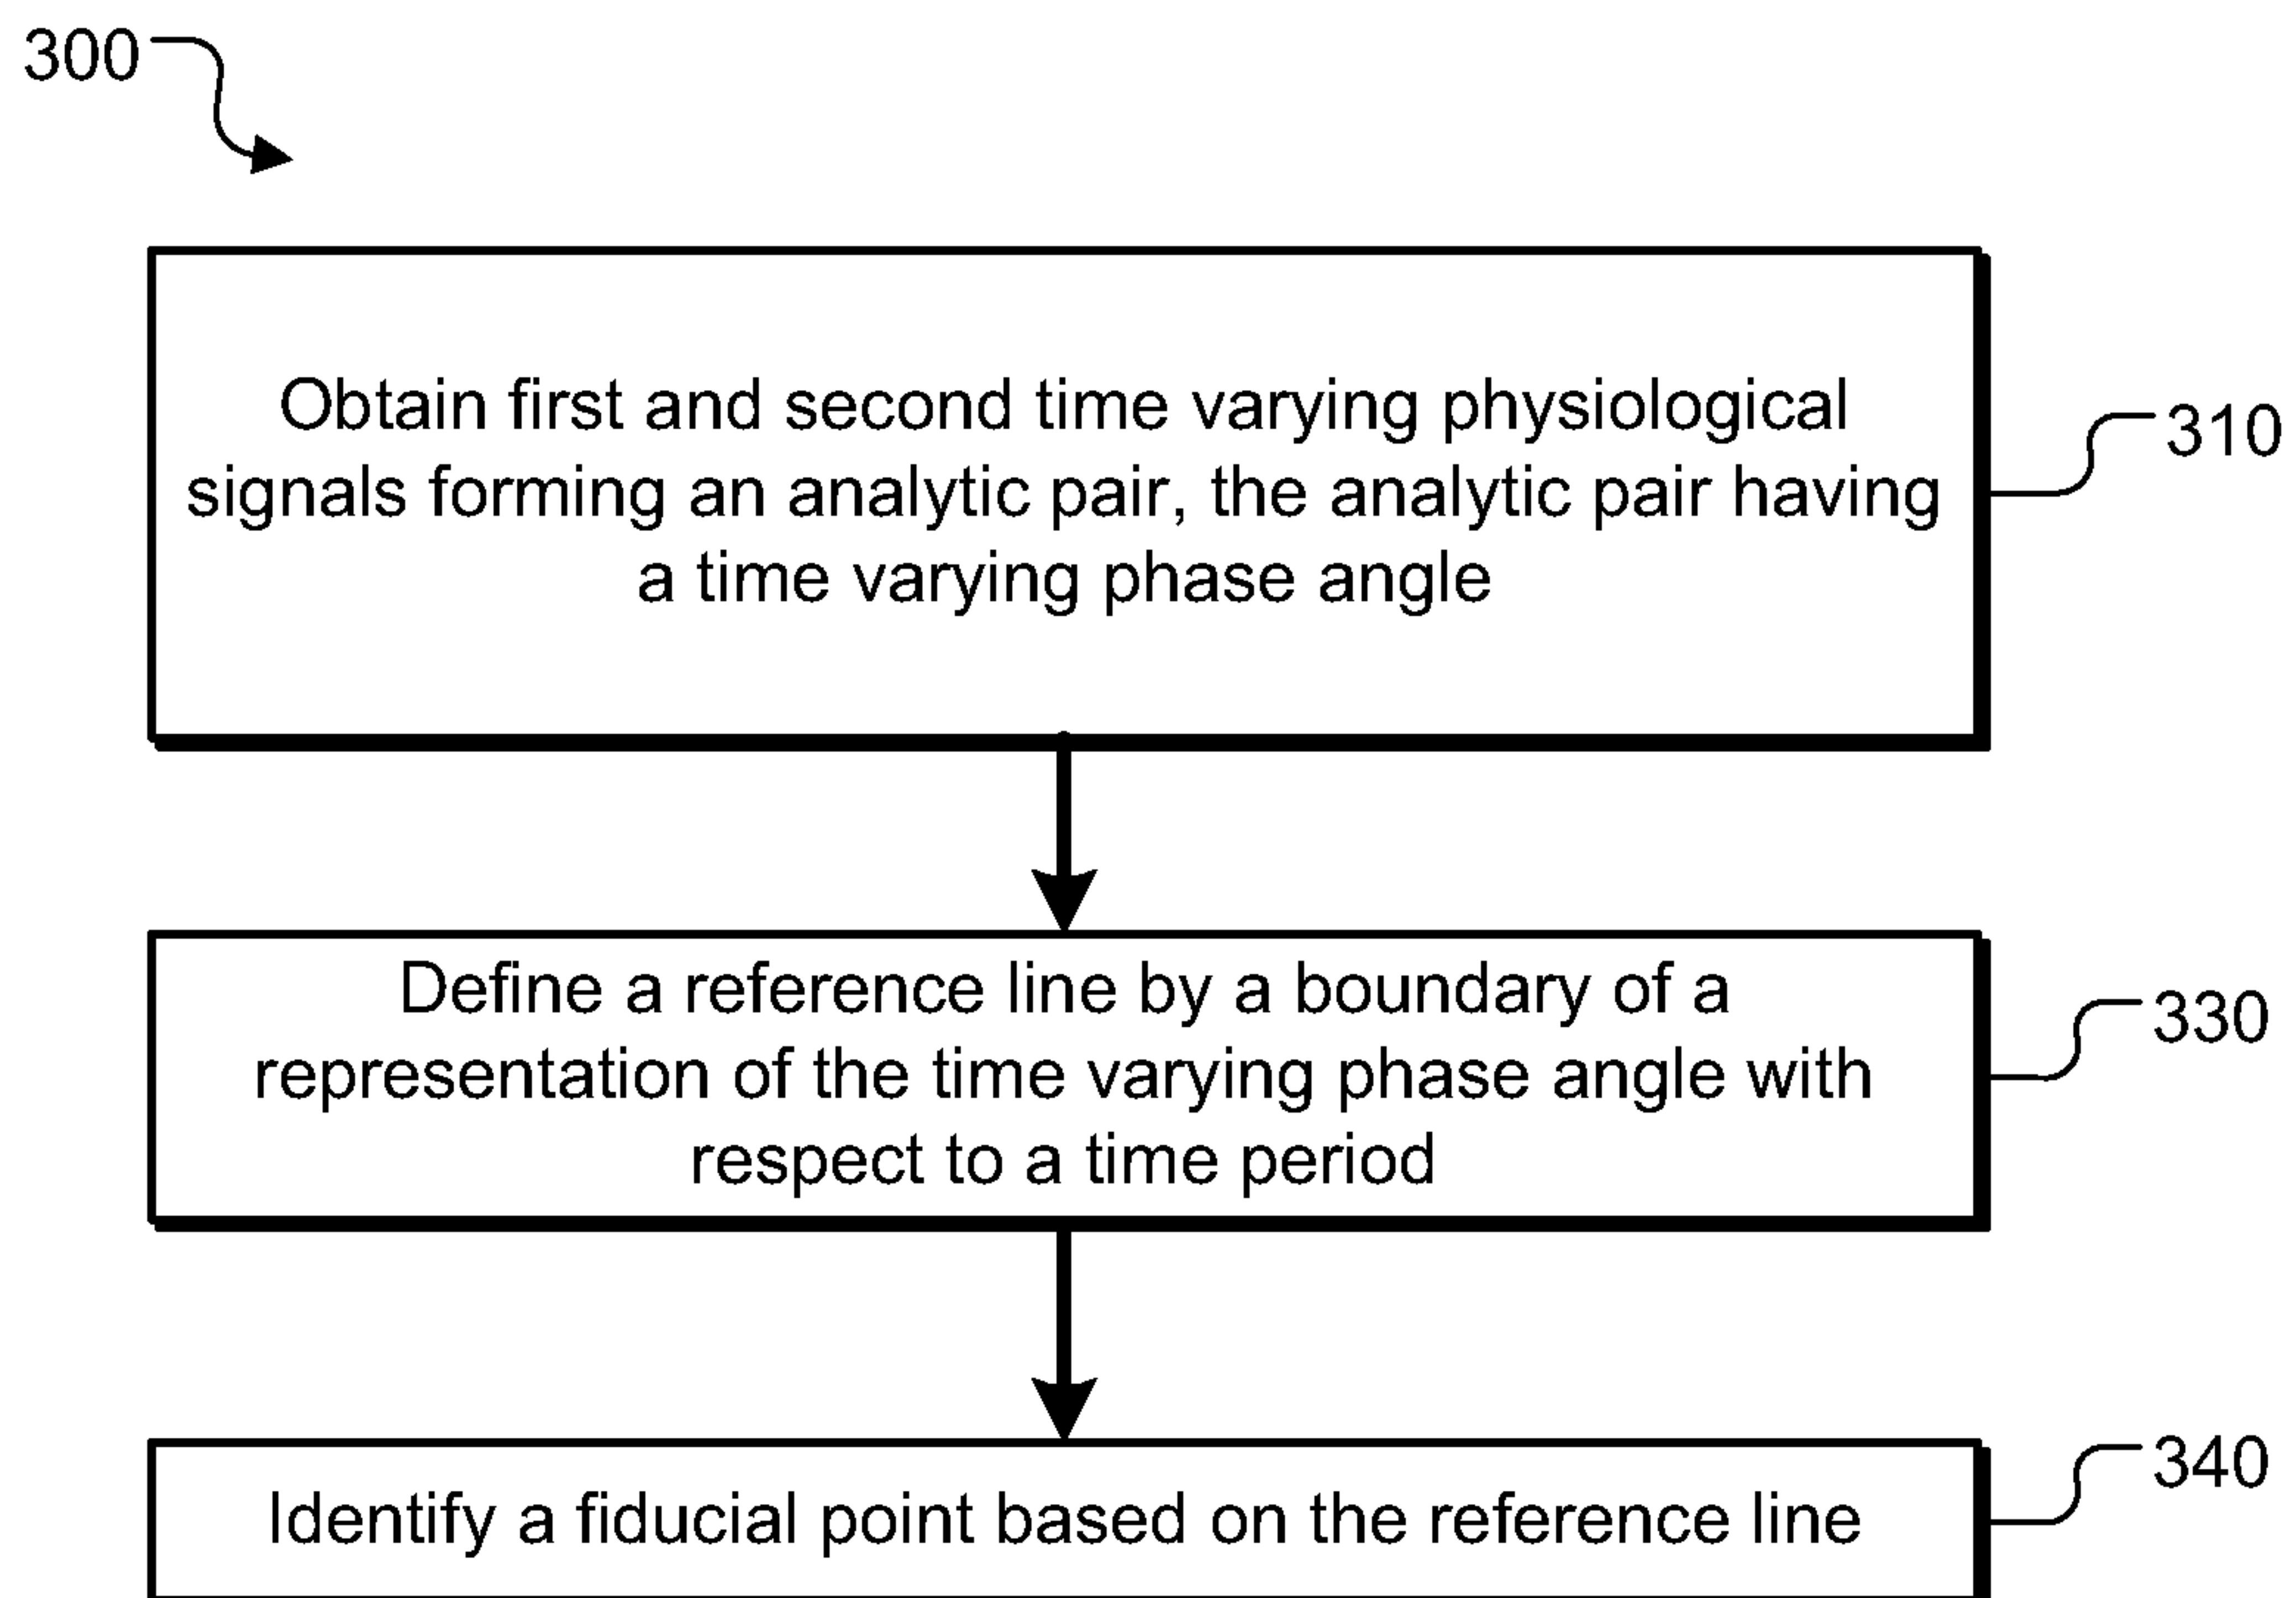 300
Obtain first and second time varying physiological
signals forming an analytic pair, the analytic pair having
a time varying phase angle
310
Define a reference line by a boundary of a
representation of the time varying phase angle with
respect to a time period
330
Identify a fiducial point based on the reference line
340